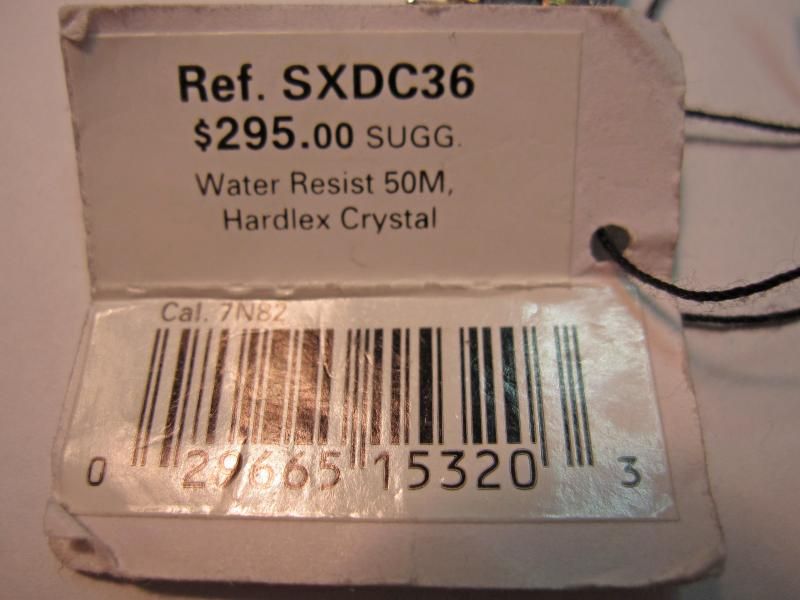 Ref. SXDC36
$295.00 SUGG.
Water Resist 50M,
Hardlex Crystal
Cal. 7N82
0 29665 15320 3